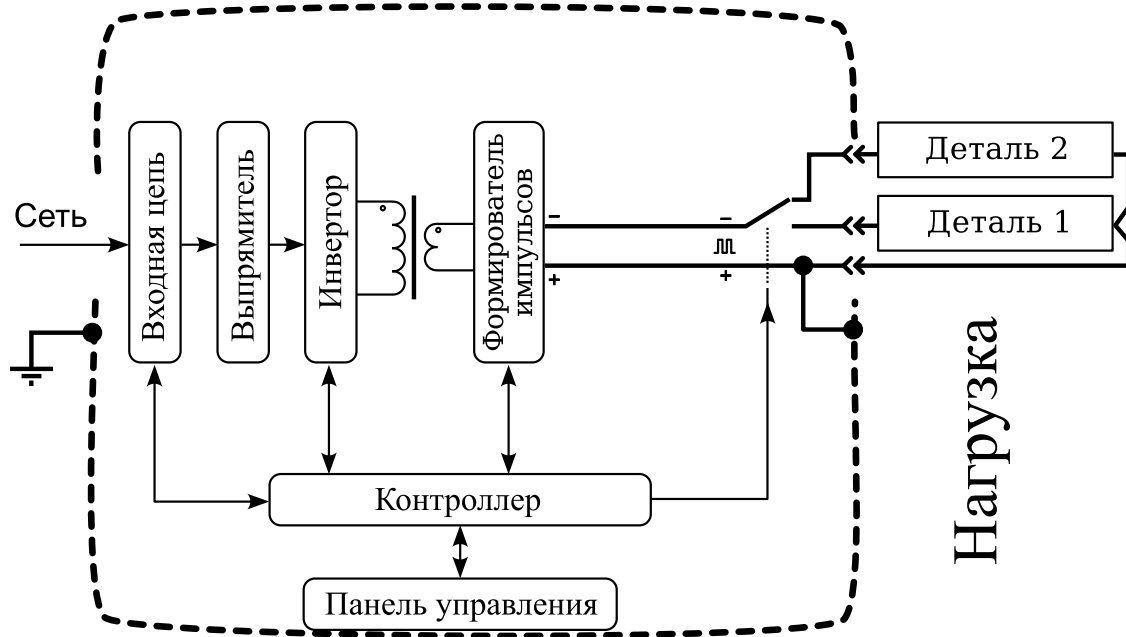 Сеть
Входная цепь
Выпрямитель
Инвертор
Формирователь
импульсов
−
+
−
+
Деталь 2
Деталь 1
Нагрузка
Контроллер
Панель управления